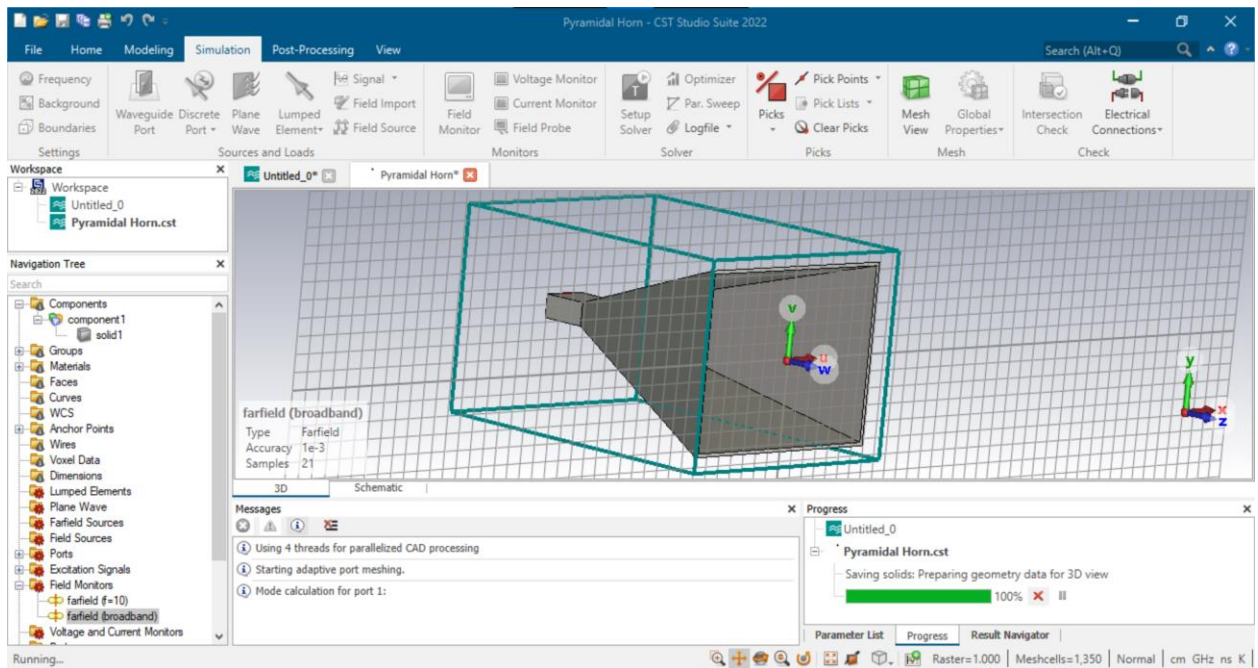 Pyramidal Horn - CST Studio Suite 2022
File Home Modeling Simulation Post-Processing View Search (Alt+Q)
Frequency
Background
Boundaries
Settings
Waveguide Port
Discrete Port
Plane Wave
Lumped Element
Signal
Field Import
Field Source
Sources and Loads
Field Monitor
Voltage Monitor
Current Monitor
Field Probe
Monitors
Setup Solver
Optimizer
Par. Sweep
Logfile
Solver
Picks
Pick Points
Pick Lists
Clear Picks
Picks
Mesh View
Global Properties
Mesh
Intersection Check
Electrical Connections
Check
Workspace
Workspace
Untitled_0
Pyramidal Horn.cst
Navigation Tree
Search
Components
component1
solid1
Groups
Materials
Faces
Curves
WCS
Anchor Points
Wires
Voxel Data
Dimensions
Lumped Elements
Plane Wave
Farfield Sources
Field Sources
Ports
Excitation Signals
Field Monitors
farfield (f=10)
farfield (broadband)
Voltage and Current Monitors
Untitled_0* Pyramidal Horn*
v
u
w
y
x
z
farfield (broadband)
Type Farfield
Accuracy 1e-3
Samples 21
3D Schematic
Messages
Using 4 threads for parallelized CAD processing
Starting adaptive port meshing.
Mode calculation for port 1:
Progress
Untitled_0
Pyramidal Horn.cst
Saving solids: Preparing geometry data for 3D view
100%
Parameter List Progress Result Navigator
Running... Raster=1.000 Meshcells=1,350 Normal cm GHz ns K